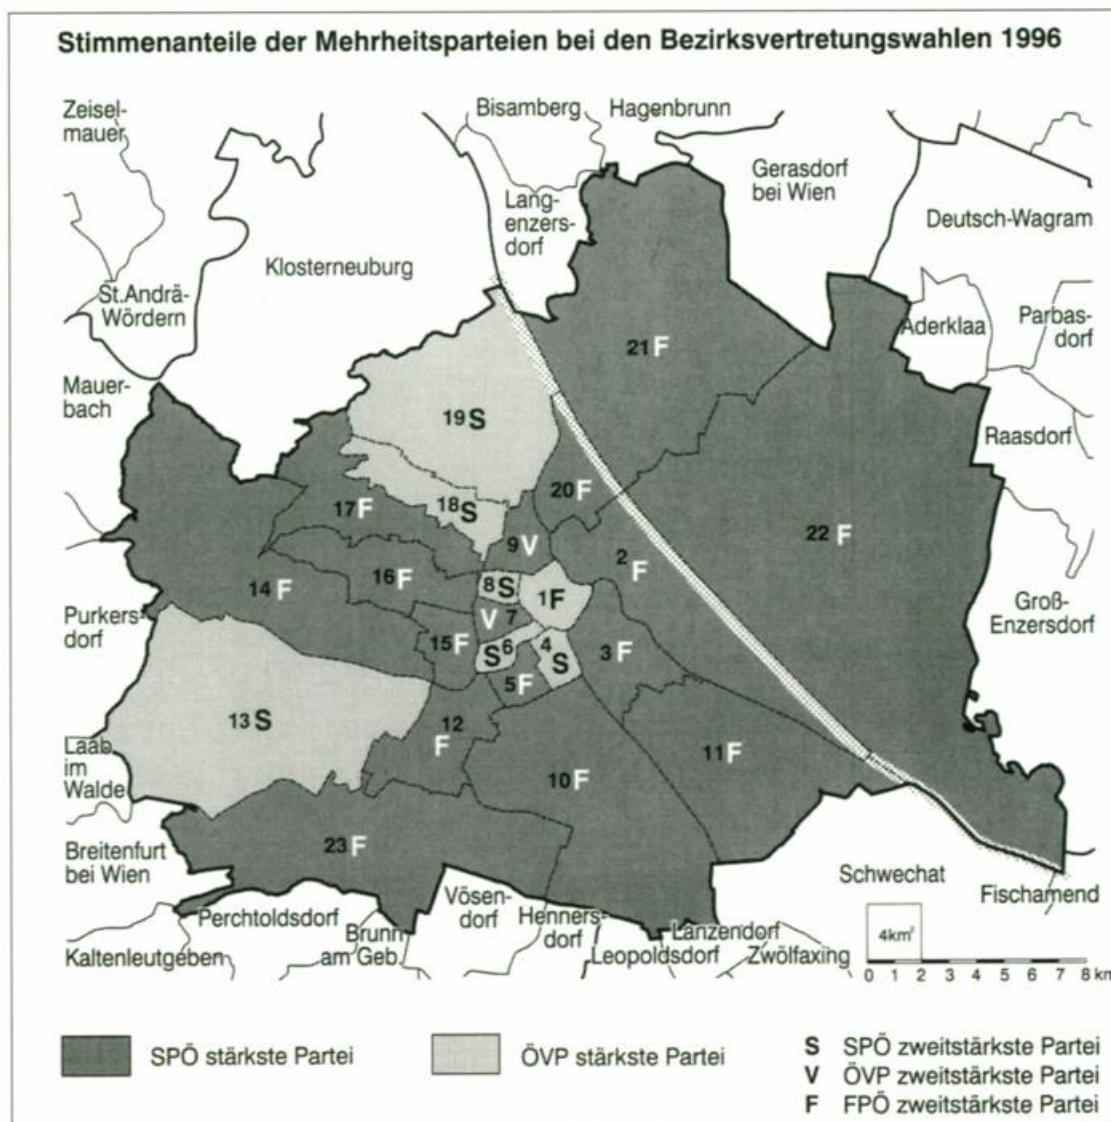 Stimmenanteile der Mehrheitsparteien bei den Bezirksvertretungswahlen 1996
Zeisel-
mauer
Bisamberg
Hagenbrunn
Gerasdorf
bei Wien
Lang-
enzers-
dorf
Deutsch-Wagram
Klosterneuburg
St.Andrä-
Wördern
Aderklaa
Parbas-
dorf
Mauer-
bach
Raasdorf
21 F
19 S
20 F
18 S
17 F
22 F
9 V
2 F
16 F
14 F
8 S
1 F
Groß-
Enzersdorf
Purkers-
dorf
V 7
15 F
S 6
4 S
3 F
5 F
13 S
12 F
11 F
10 F
Laab
im
Walde
23 F
Breitenfurt
bei Wien
Schwechat
Fischamend
Perchtoldsdorf
Vösen-
dorf
Henners-
dorf
Lanzendorf
Kaltenleutgeben
Brunn
am Geb.
Leopoldsdorf
Zwölfaxing
4km²
0 1 2 3 4 5 6 7 8 km
SPÖ stärkste Partei
ÖVP stärkste Partei
S SPÖ zweitstärkste Partei
V ÖVP zweitstärkste Partei
F FPÖ zweitstärkste Partei